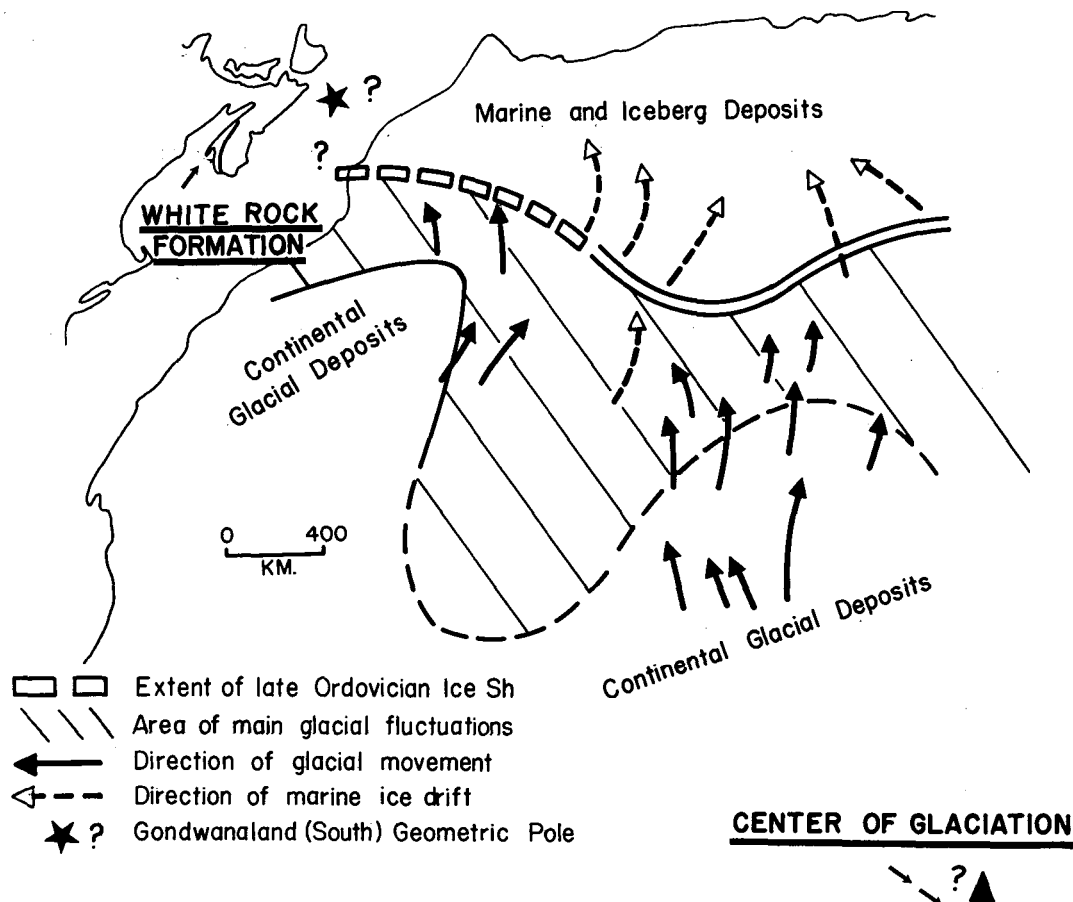 ?
Marine and Iceberg Deposits
?
WHITE ROCK
FORMATION
Continental
Glacial Deposits
0 400
KM.
Continental Glacial Deposits
Extent of late Ordovician Ice Sh
Area of main glacial fluctuations
Direction of glacial movement
Direction of marine ice drift
? Gondwanaland (South) Geometric Pole
CENTER OF GLACIATION
?